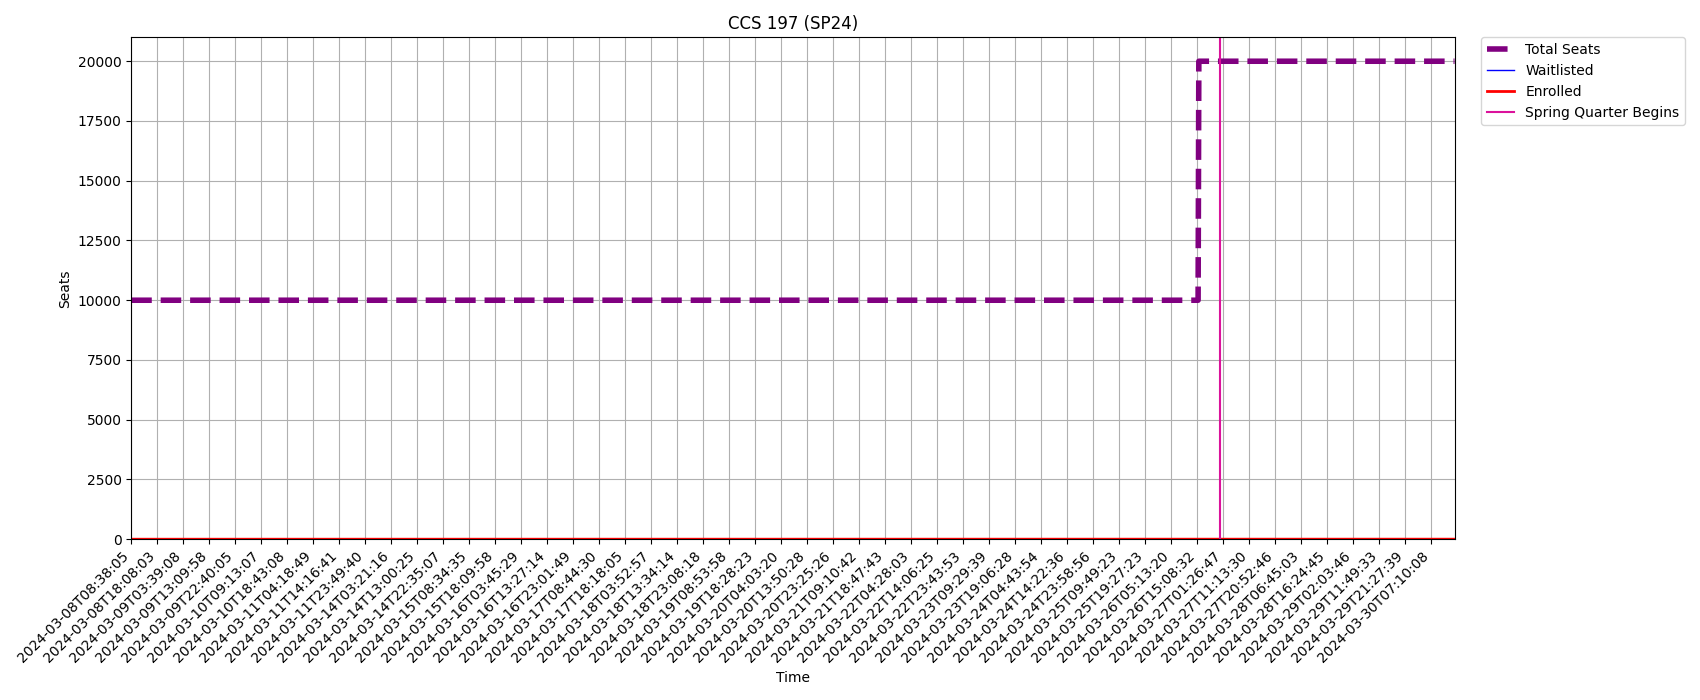 CCS 197 (SP24)
Total Seats
Waitlisted
Enrolled
Spring Quarter Begins
20000
17500
15000
12500
10000
7500
5000
2500
0
Seats
2024-03-08T08:38:05
2024-03-08T18:08:03
2024-03-09T03:39:08
2024-03-09T13:09:58
2024-03-09T22:40:05
2024-03-10T09:13:07
2024-03-10T18:43:08
2024-03-11T04:18:49
2024-03-11T14:16:41
2024-03-11T23:49:40
2024-03-14T03:21:16
2024-03-14T13:00:25
2024-03-14T22:35:07
2024-03-15T08:34:35
2024-03-15T18:09:58
2024-03-16T03:45:29
2024-03-16T13:27:14
2024-03-16T23:01:49
2024-03-17T08:44:30
2024-03-17T18:18:05
2024-03-18T03:52:57
2024-03-18T13:34:14
2024-03-18T23:08:18
2024-03-19T08:53:58
2024-03-19T18:28:23
2024-03-20T04:03:20
2024-03-20T13:50:28
2024-03-20T23:25:26
2024-03-21T09:10:42
2024-03-21T18:47:43
2024-03-22T04:28:03
2024-03-22T14:06:25
2024-03-22T23:43:53
2024-03-23T09:29:39
2024-03-23T19:06:28
2024-03-24T04:43:54
2024-03-24T14:22:36
2024-03-24T23:58:56
2024-03-25T09:49:23
2024-03-25T19:27:23
2024-03-26T05:13:20
2024-03-26T15:08:32
2024-03-27T01:26:47
2024-03-27T11:13:30
2024-03-27T20:52:46
2024-03-28T06:45:03
2024-03-28T16:24:45
2024-03-29T02:03:46
2024-03-29T11:49:33
2024-03-29T21:27:39
2024-03-30T07:10:08
Time